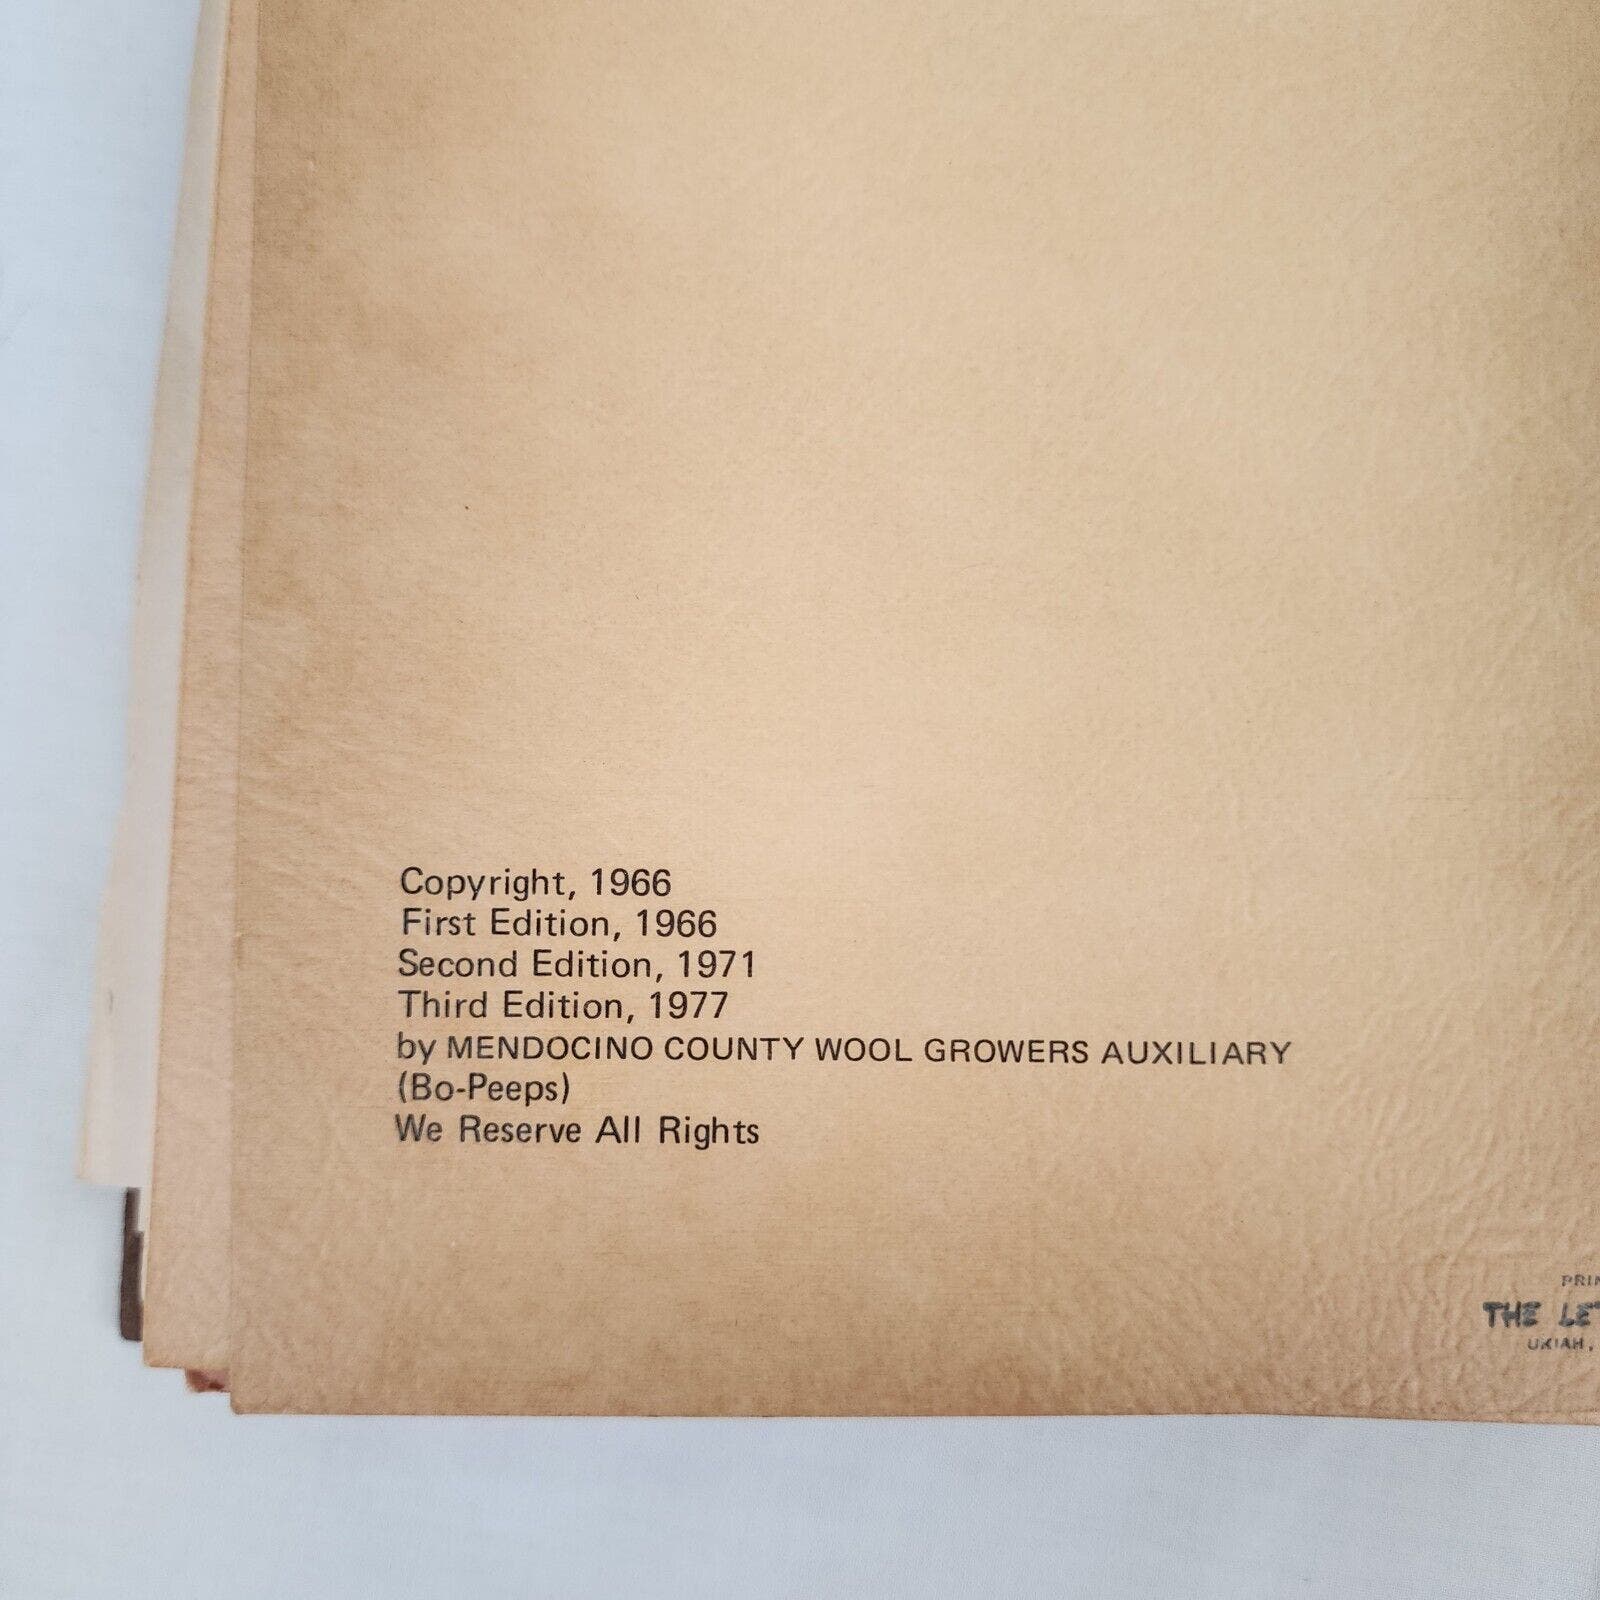 Copyright, 1966
First Edition, 1966
Second Edition, 1971
Third Edition, 1977
by MENDOCINO COUNTY WOOL GROWERS AUXILIARY
(Bo-Peeps)
We Reserve All Rights
THE
UKIAH,